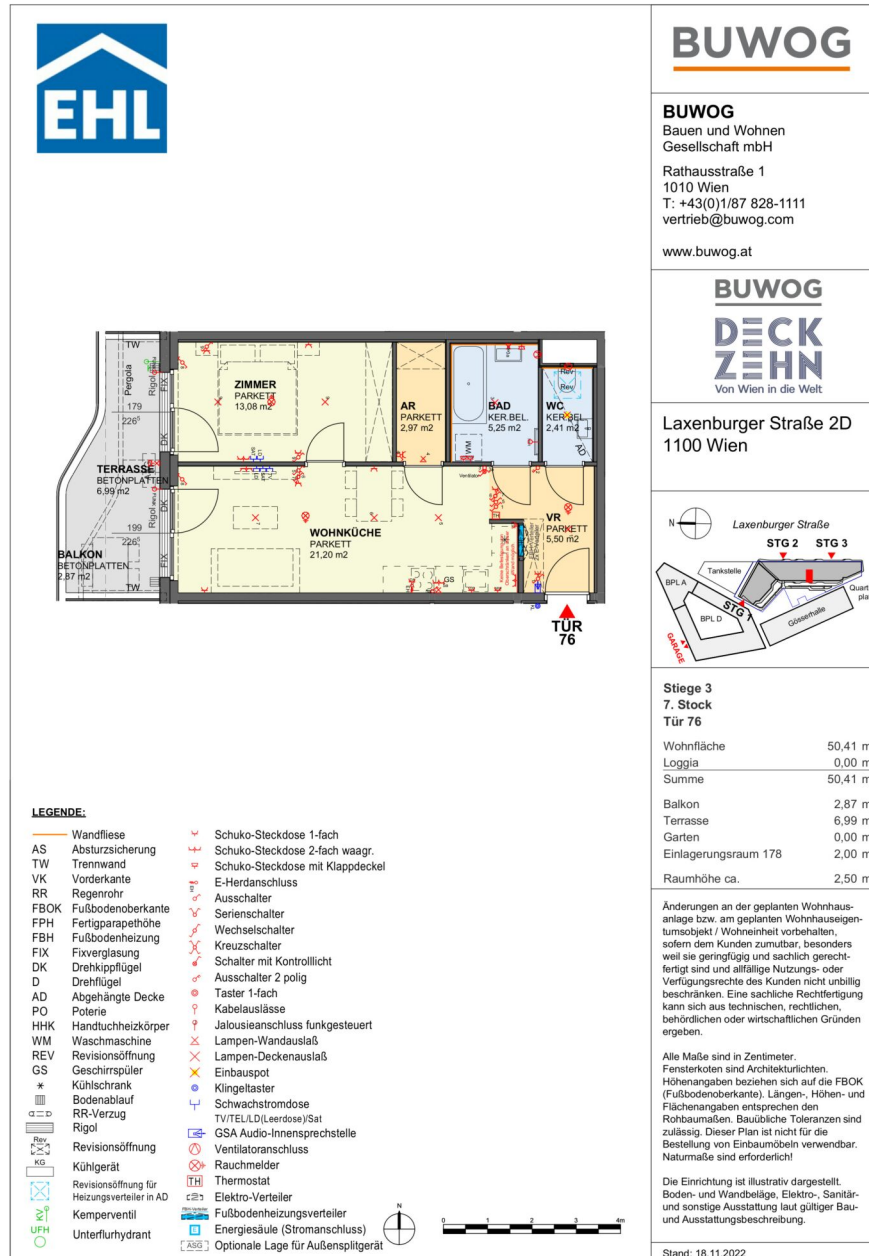 EHL
BUWOG
BUWOG
Bauen und Wohnen
Gesellschaft mbH
Rathausstraße 1
1010 Wien
T: +43(0)1/87 828-1111
vertrieb@buwog.com
www.buwog.at
BUWOG
DECK
ZEHN
Von Wien in die Welt
Laxenburger Straße 2D
1100 Wien
N
Laxenburger Straße
STG 2
STG 3
Tankstelle
BPL A
STG 1
BPL D
Gösserhalle
GARAGE
TW
Pergola
Rigol
FIX
179
226⁵
DK
TERRASSE
BETONPLATTEN
6,99 m2
Rigol
DK
199
226⁵
BALKON
BETONPLATTEN
2,87 m2
FIX
TW
ZIMMER
PARKETT
13,08 m2
AR
PARKETT
2,97 m2
BAD
KER.BEL.
5,25 m2
WM
Ventilator
WC
KER.BEL.
2,41 m2
Rev
Rev
AD
WOHNKÜCHE
PARKETT
21,20 m2
GS
VR
PARKETT
5,50 m2
TÜR
76
Stiege 3
7. Stock
Tür 76
Wohnfläche 50,41 m
Loggia 0,00 m
Summe 50,41 m
Balkon 2,87 m
Terrasse 6,99 m
Garten 0,00 m
Einlagerungsraum 178 2,00 m
Raumhöhe ca. 2,50 m
Änderungen an der geplanten Wohnhaus-
anlage bzw. am geplanten Wohnhauseigen-
tumsobjekt / Wohneinheit vorbehalten,
sofern dem Kunden zumutbar, besonders
weil sie geringfügig und sachlich gerecht-
fertigt sind und allfällige Nutzungs- oder
Verfügungsrechte des Kunden nicht unbillig
beschränken. Eine sachliche Rechtfertigung
kann sich aus technischen, rechtlichen,
behördlichen oder wirtschaftlichen Gründen
ergeben.
Alle Maße sind in Zentimeter.
Fensterkoten sind Architekturlichten.
Höhenangaben beziehen sich auf die FBOK
(Fußbodenoberkante). Längen-, Höhen- und
Flächenangaben entsprechen den
Rohbaumaßen. Bauübliche Toleranzen sind
zulässig. Dieser Plan ist nicht für die
Bestellung von Einbaumöbeln verwendbar.
Naturmaße sind erforderlich!
Die Einrichtung ist illustrativ dargestellt.
Boden- und Wandbeläge, Elektro-, Sanitär-
und sonstige Ausstattung laut gültiger Bau-
und Ausstattungsbeschreibung.
Stand: 18.11.2022
LEGENDE:
Wandfliese
AS Absturzsicherung
TW Trennwand
VK Vorderkante
RR Regenrohr
FBOK Fußbodenoberkante
FPH Fertigparapethöhe
FBH Fußbodenheizung
FIX Fixverglasung
DK Drehkippflügel
D Drehflügel
AD Abgehängte Decke
PO Poterie
HHK Handtuchheizkörper
WM Waschmaschine
REV Revisionsöffnung
GS Geschirrspüler
* Kühlschrank
Bodenablauf
RR-Verzug
Rigol
Rev Revisionsöffnung
KG Kühlgerät
Revisionsöffnung für
Heizungsverteiler in AD
KV Kemperventil
UFH Unterflurhydrant
Schuko-Steckdose 1-fach
Schuko-Steckdose 2-fach waagr.
Schuko-Steckdose mit Klappdeckel
E-Herdanschluss
Ausschalter
Serienschalter
Wechselschalter
Kreuzschalter
Schalter mit Kontrolllicht
Ausschalter 2 polig
Taster 1-fach
Kabelauslässe
Jalousieanschluss funkgesteuert
Lampen-Wandauslaß
Lampen-Deckenauslaß
Einbauspot
Klingeltaster
Schwachstromdose
TV/TEL/LD(Leerdose)/Sat
GSA Audio-Innensprechstelle
Ventilatoranschluss
Rauchmelder
TH Thermostat
Elektro-Verteiler
Fußbodenheizungsverteiler
Energiesäule (Stromanschluss)
ASG Optionale Lage für Außensplitgerät
N
0 1 2 3 4m